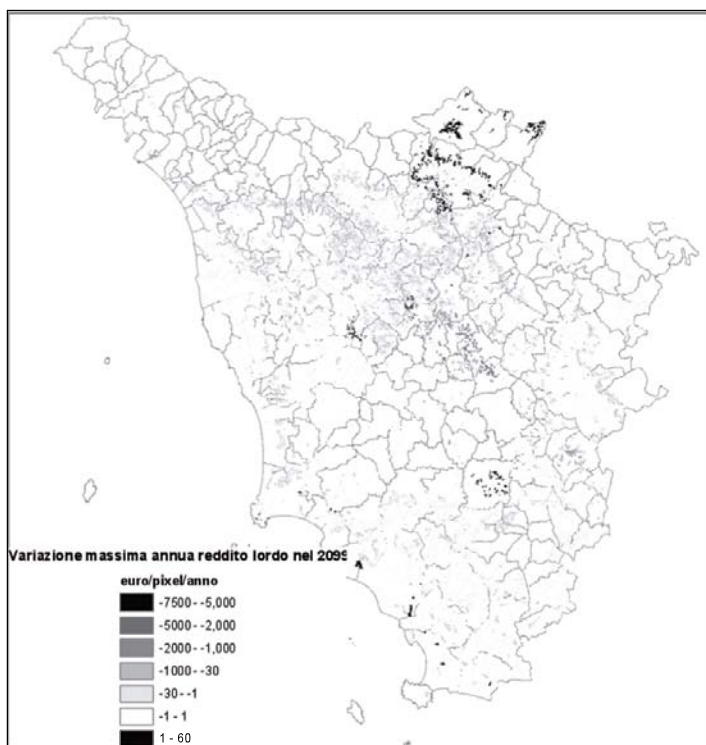 Variazione massima annua reddito lordo nel 2099
euro/pixel/anno
-7500 - -5,000
-5000 - -2,000
-2000 - -1,000
-1000 - -30
-30 - -1
-1 - 1
1 - 60